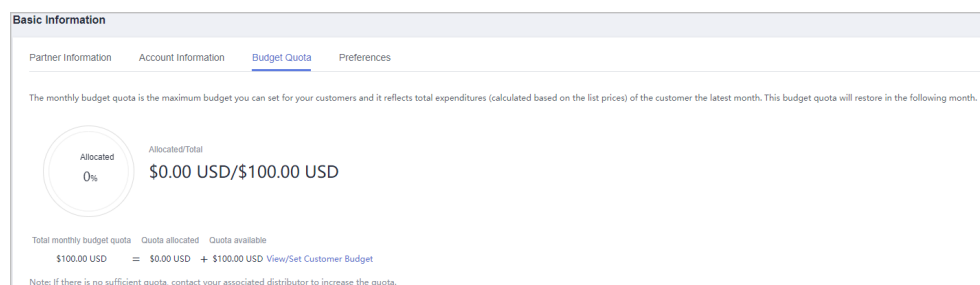 Basic Information
Partner Information Account Information Budget Quota Preferences
The monthly budget quota is the maximum budget you can set for your customers and it reflects total expenditures (calculated based on the list prices) of the customer the latest month. This budget quota will restore in the following month.
Allocated
0%
Allocated/Total
$0.00 USD/$100.00 USD
Total monthly budget quota Quota allocated Quota available
$100.00 USD = $0.00 USD + $100.00 USD View/Set Customer Budget
Note: If there is no sufficient quota, contact your associated distributor to increase the quota.